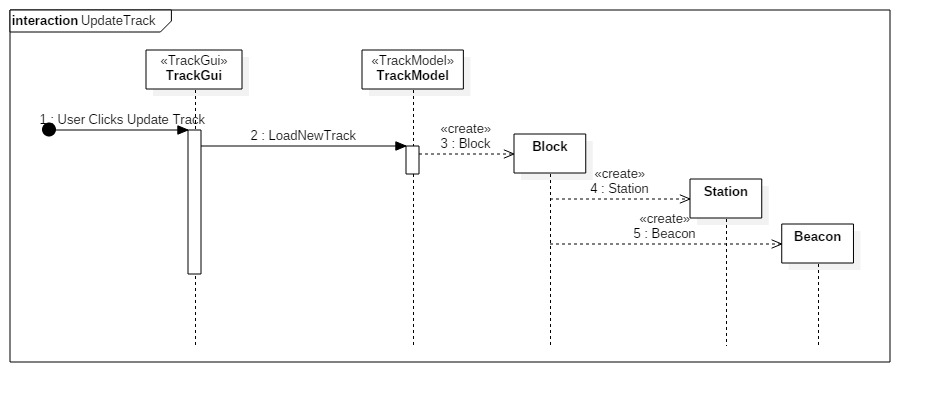 interaction UpdateTrack
«TrackGui»
TrackGui
«TrackModel»
TrackModel
1 : User Clicks Update Track
2 : LoadNewTrack
«create»
3 : Block
Block
«create»
4 : Station
Station
«create»
5 : Beacon
Beacon